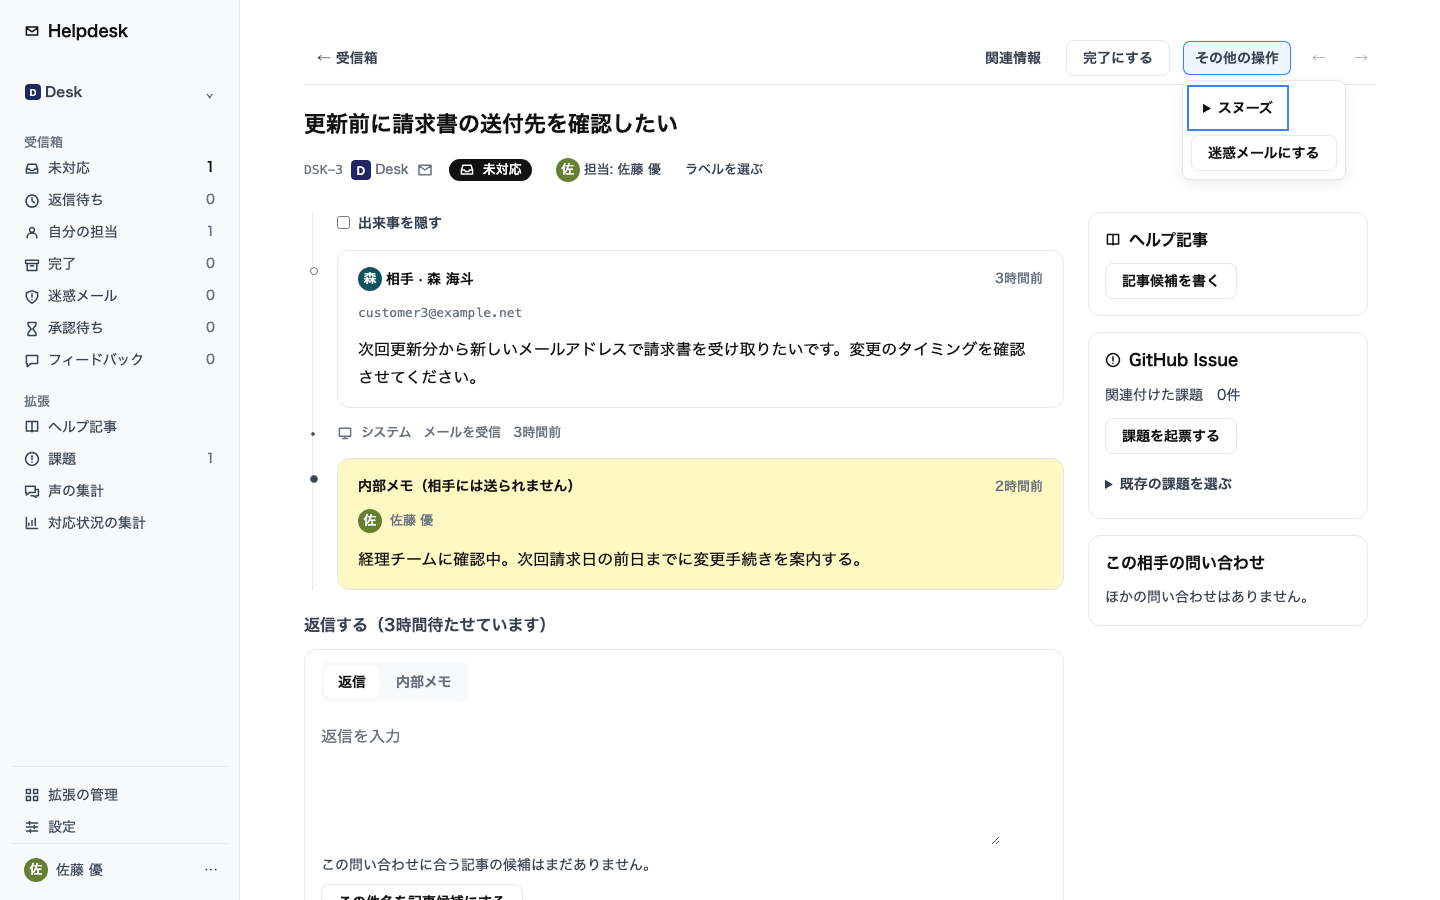 Helpdesk
D Desk
受信箱
未対応 1
返信待ち 0
自分の担当 1
完了 0
迷惑メール 0
承認待ち 0
フィードバック 0
拡張
ヘルプ記事
課題 1
声の集計
対応状況の集計
拡張の管理
設定
佐 佐藤 優 …
← 受信箱
関連情報
完了にする
その他の操作
← →
▶ スヌーズ
迷惑メールにする
更新前に請求書の送付先を確認したい
DSK-3 D Desk 未対応 佐 担当: 佐藤 優 ラベルを選ぶ
出来事を隠す
森 相手 · 森 海斗 3時間前
customer3@example.net
次回更新分から新しいメールアドレスで請求書を受け取りたいです。変更のタイミングを確認
させてください。
システム メールを受信 3時間前
内部メモ（相手には送られません） 2時間前
佐 佐藤 優
経理チームに確認中。次回請求日の前日までに変更手続きを案内する。
返信する（3時間待たせています）
返信 内部メモ
返信を入力
この問い合わせに合う記事の候補はまだありません。
この件名を記事候補にする
ヘルプ記事
記事候補を書く
GitHub Issue
関連付けた課題 0件
課題を起票する
▶ 既存の課題を選ぶ
この相手の問い合わせ
ほかの問い合わせはありません。